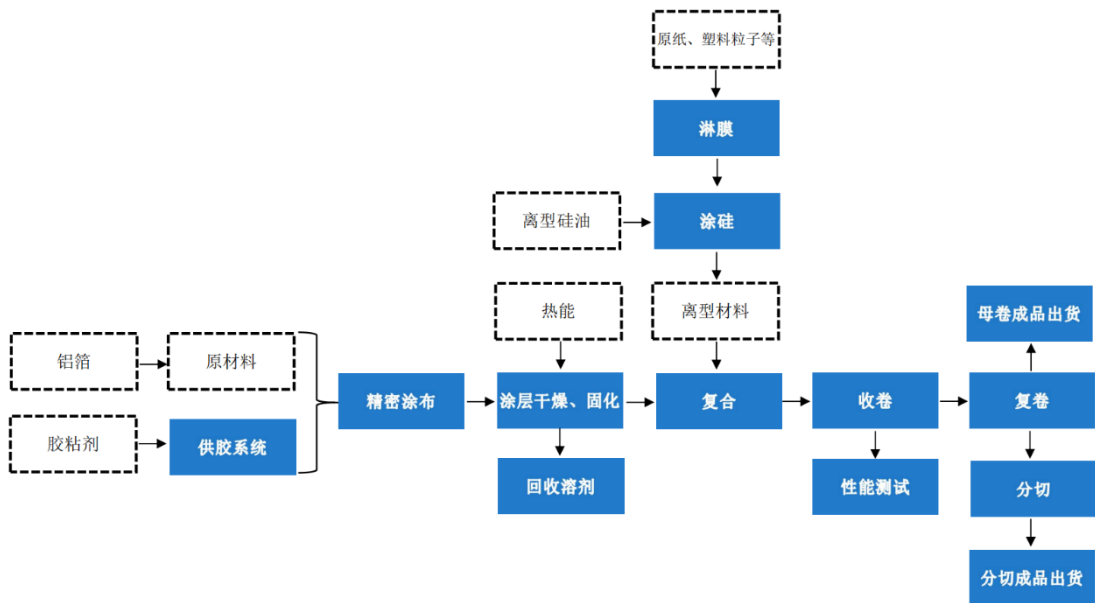 原纸、塑料粒子等
淋膜
离型硅油
涂硅
热能
离型材料
母卷成品出货
铝箔
原材料
精密涂布
涂层干燥、固化
复合
收卷
复卷
胶粘剂
供胶系统
回收溶剂
性能测试
分切
分切成品出货